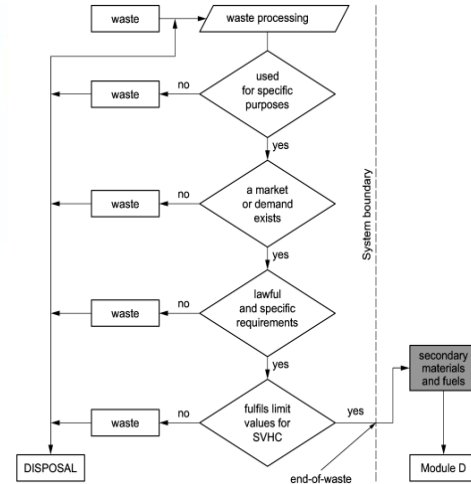 waste
waste processing
used
for specific
purposes
no
waste
yes
a market
or demand
exists
no
waste
yes
lawful
and specific
requirements
no
waste
yes
fulfils limit
values for
SVHC
no
waste
yes
System boundary
secondary
materials
and fuels
DISPOSAL
end-of-waste
Module D